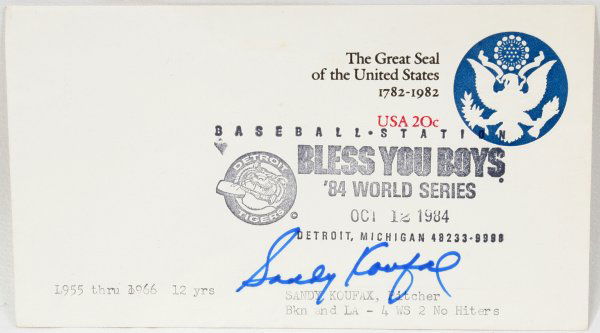 The Great Seal
of the United States
1782-1982
USA 20c
BASEBALL • STATION
BLESS YOU BOYS
'84 WORLD SERIES
DETROIT
TIGERS
OCT 12 1984
DETROIT, MICHIGAN 48233-9998
Sandy Koufax
1955 thru 1966 12 yrs
SANDY KOUFAX, Pitcher
Bkn and LA - 4 WS 2 No Hiters